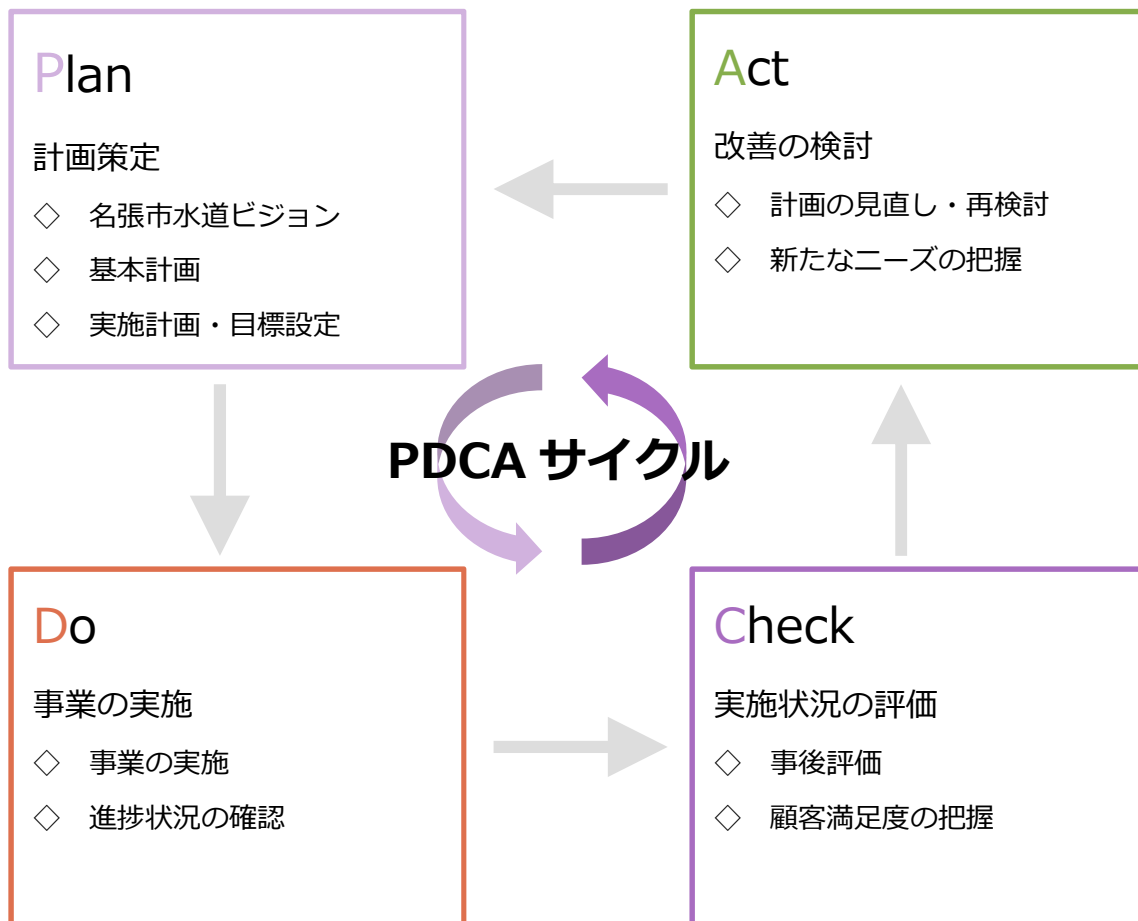 Plan
計画策定
◇ 名張市水道ビジョン
◇ 基本計画
◇ 実施計画・目標設定
Act
改善の検討
◇ 計画の見直し・再検討
◇ 新たなニーズの把握
PDCA サイクル
Do
事業の実施
◇ 事業の実施
◇ 進捗状況の確認
Check
実施状況の評価
◇ 事後評価
◇ 顧客満足度の把握